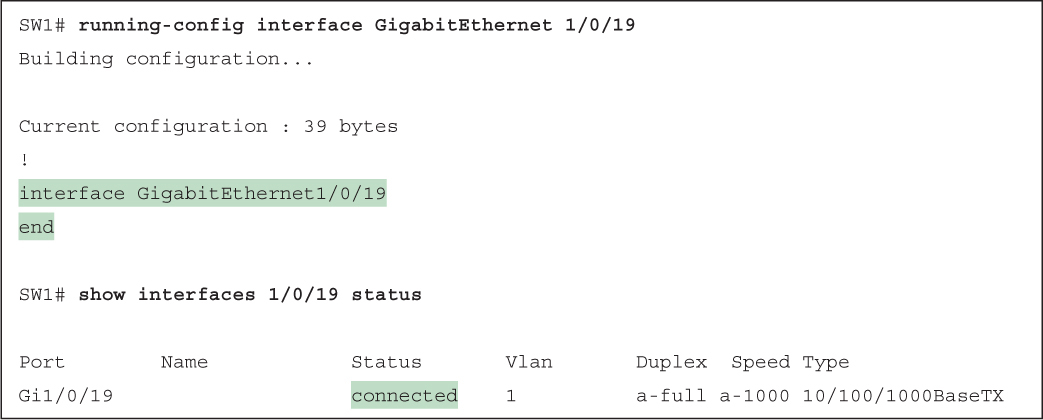 SW1# running-config interface GigabitEthernet 1/0/19
Building configuration...
Current configuration : 39 bytes
!
interface GigabitEthernet1/0/19
end
SW1# show interfaces 1/0/19 status
Port Name Status Vlan Duplex Speed Type
Gi1/0/19 connected 1 a-full a-1000 10/100/1000BaseTX